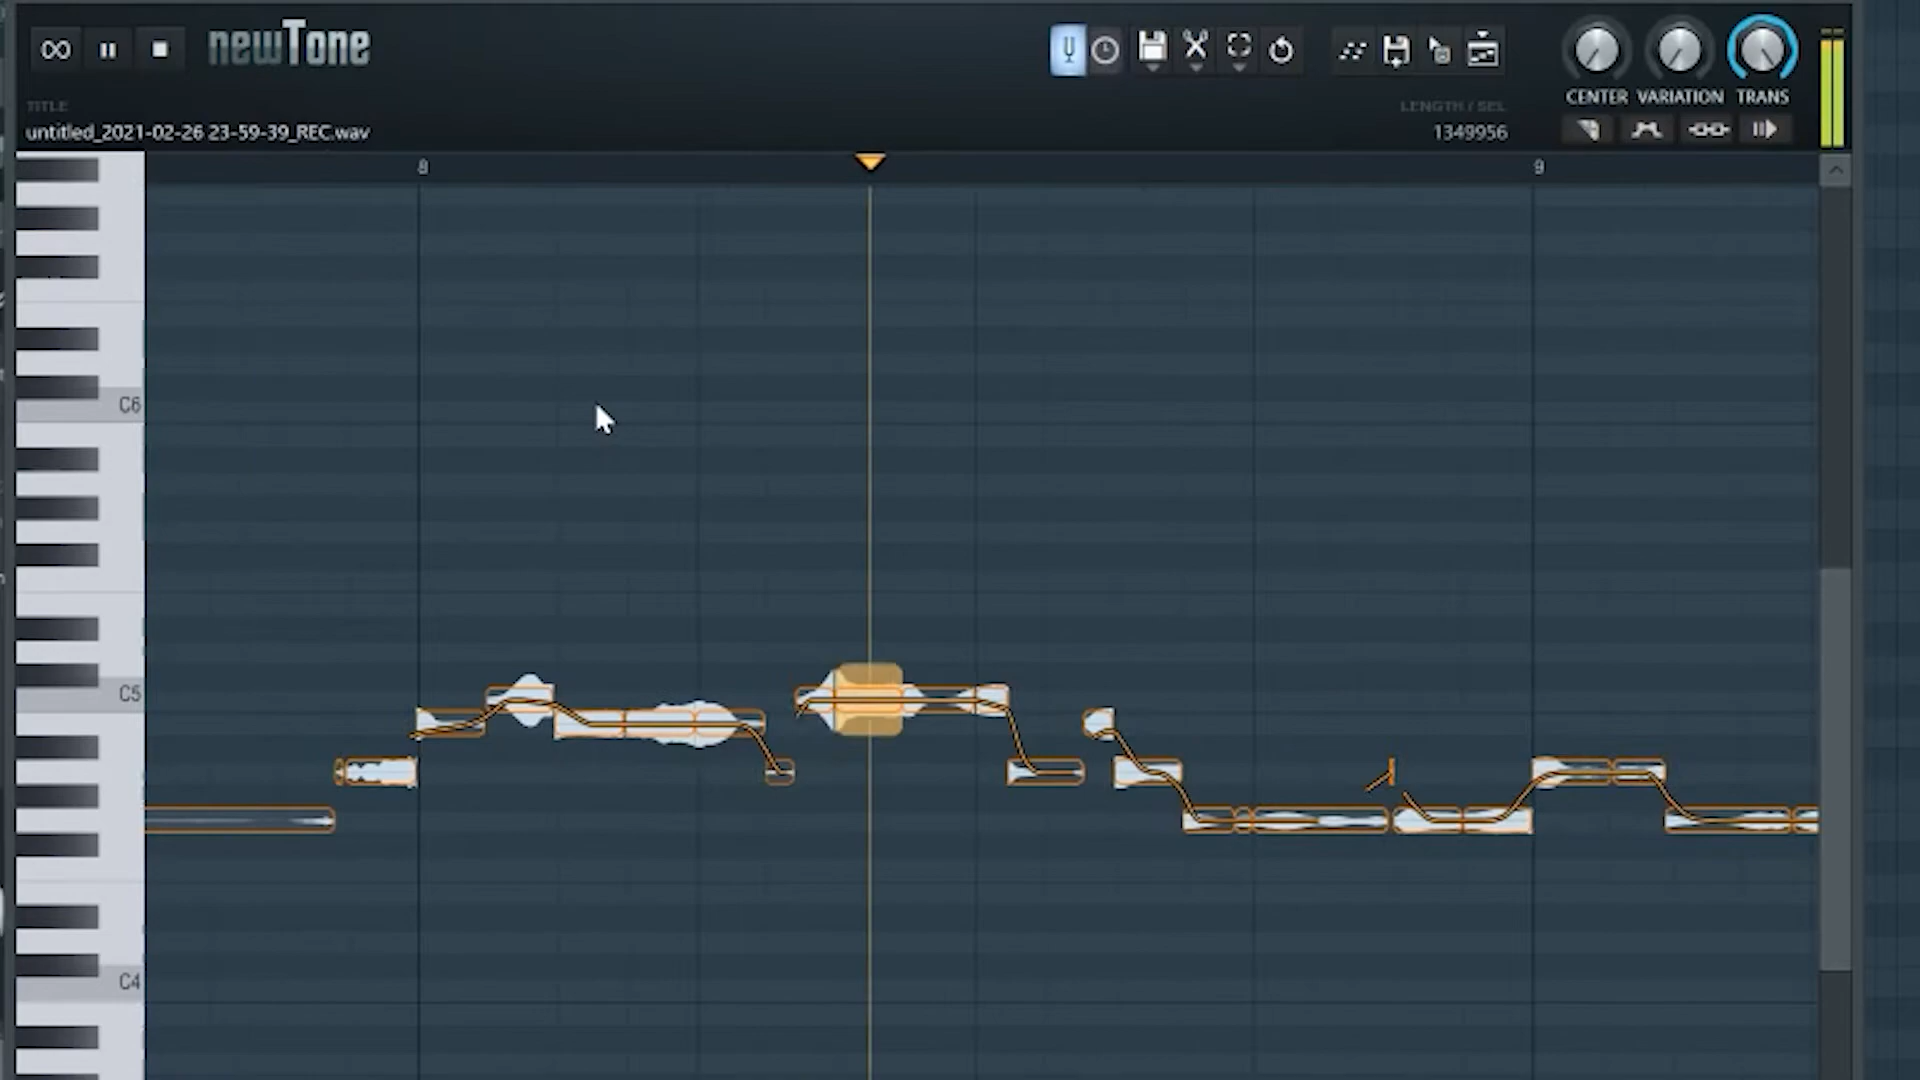 newTone
TITLE
untitled_2021-02-26 23-59-39_REC.wav
LENGTH / SEL
1349956
CENTER VARIATION TRANS
8
9
C6
C5
C4